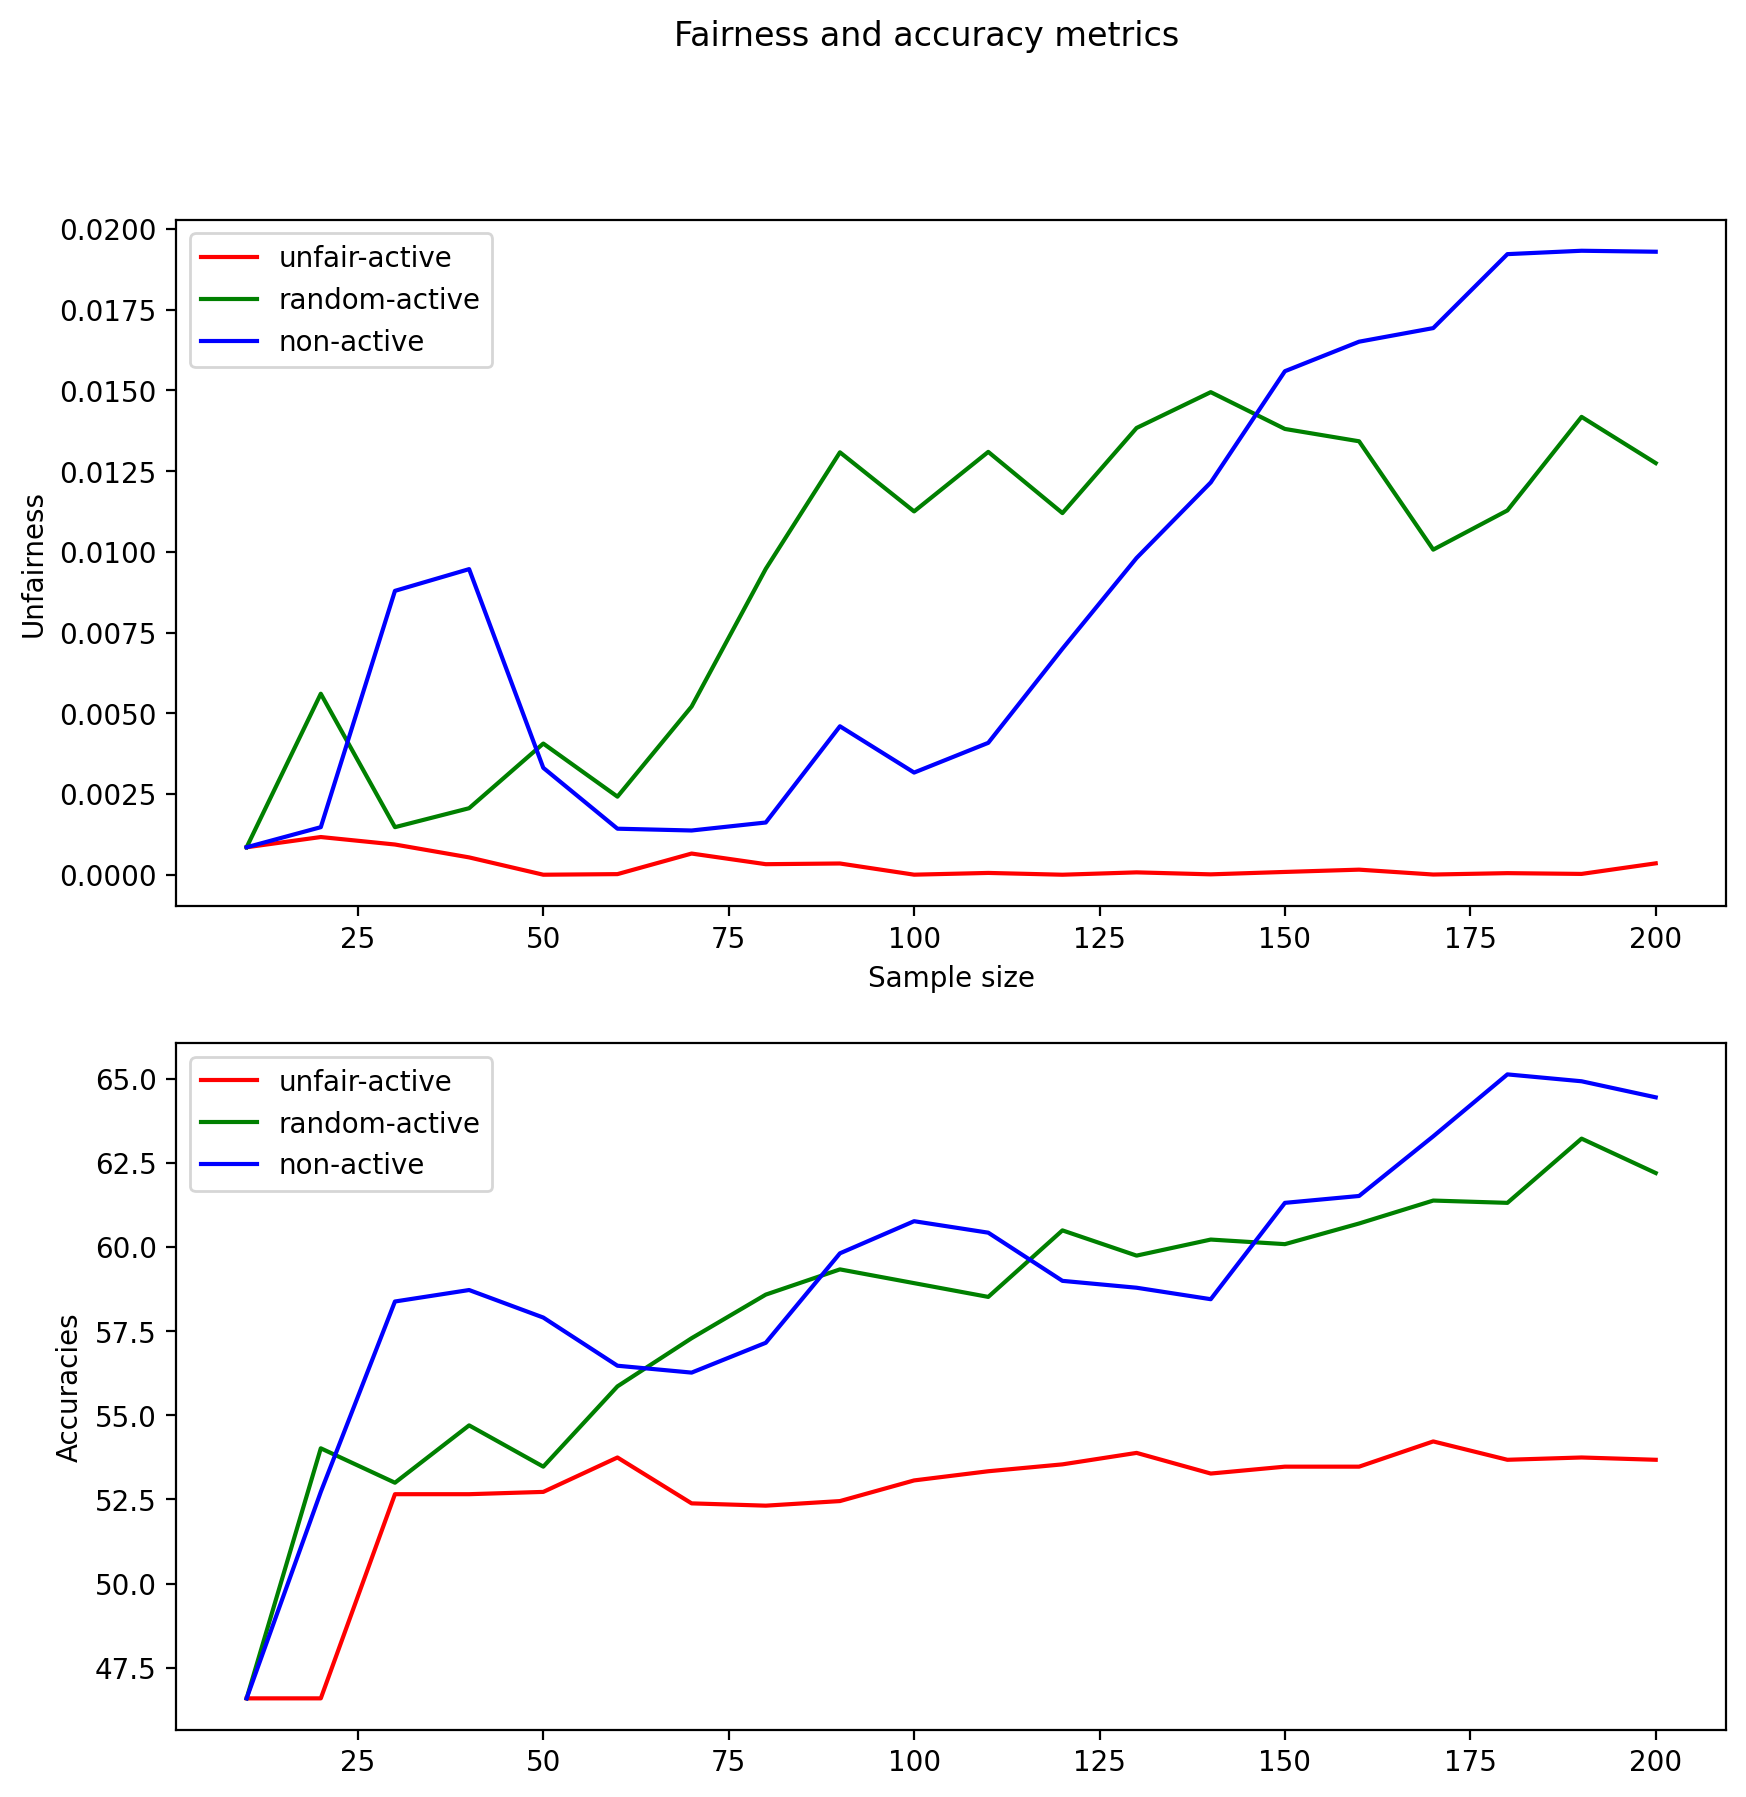 Fairness and accuracy metrics
0.0200
0.0175
0.0150
0.0125
0.0100
0.0075
0.0050
0.0025
0.0000
Unfairness
unfair-active
random-active
non-active
25 50 75 100 125 150 175 200
Sample size
65.0
62.5
60.0
57.5
55.0
52.5
50.0
47.5
Accuracies
unfair-active
random-active
non-active
25 50 75 100 125 150 175 200